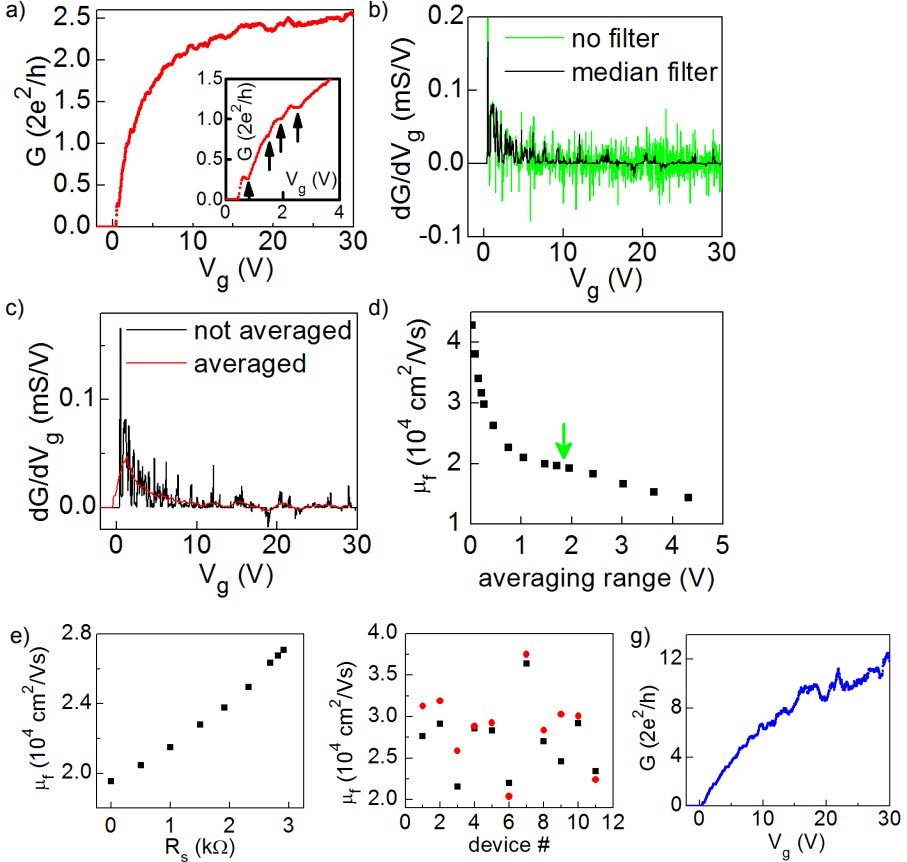 a)
G (2e²/h)
2.5
2.0
1.5
1.0
0.5
0.0
0
10
20
30
V_g (V)
G (2e²/h)
1.5
1.0
0.5
0.0
0
2
4
V_g (V)
b)
dG/dV_g (mS/V)
0.2
0.1
0.0
-0.1
no filter
median filter
0
10
20
30
V_g (V)
c)
dG/dV_g (mS/V)
0.1
0.0
not averaged
averaged
0
10
20
30
V_g (V)
d)
μ_f (10⁴ cm²/Vs)
4
3
2
1
0
1
2
3
4
5
averaging range (V)
e)
μ_f (10⁴ cm²/Vs)
2.8
2.4
2.0
0
1
2
3
R_s (kΩ)
f)
μ_f (10⁴ cm²/Vs)
4.0
3.5
3.0
2.5
2.0
0
2
4
6
8
10
12
device #
g)
G (2e²/h)
12
8
4
0
0
10
20
30
V_g (V)